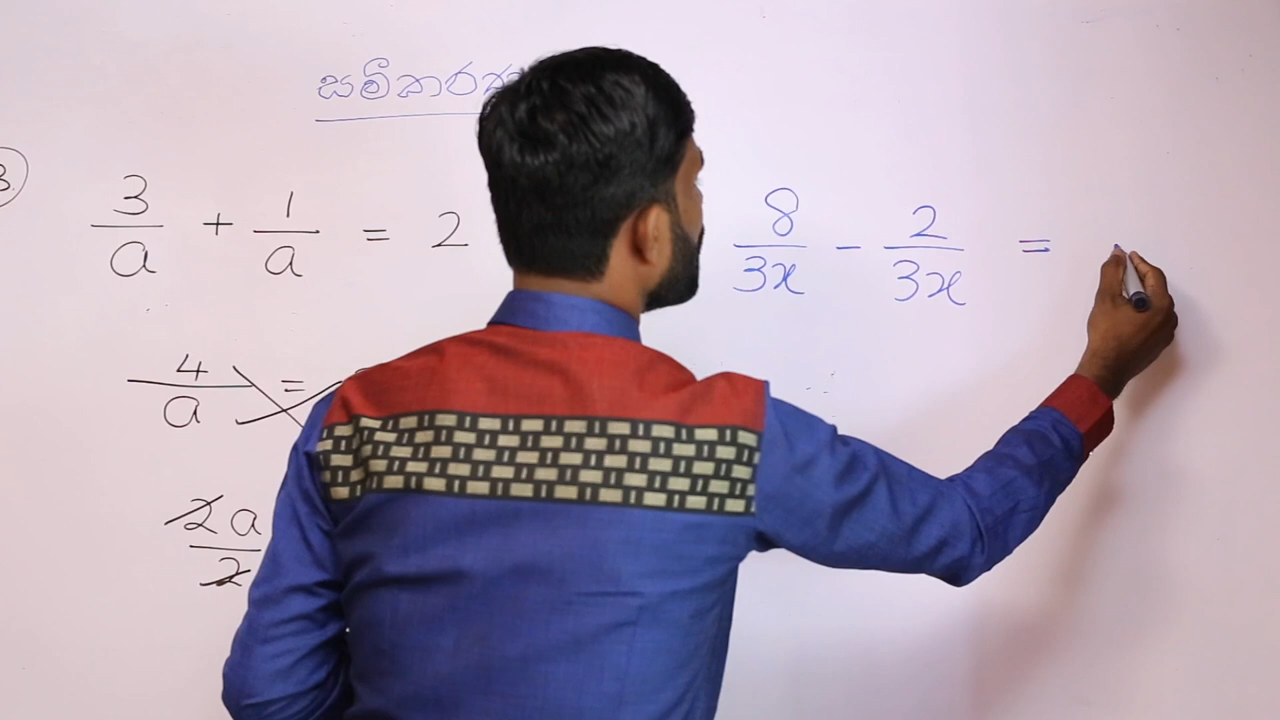 සමීකරණ
3
3/a + 1/a = 2
8/3x - 2/3x =
4/a =
2a/2